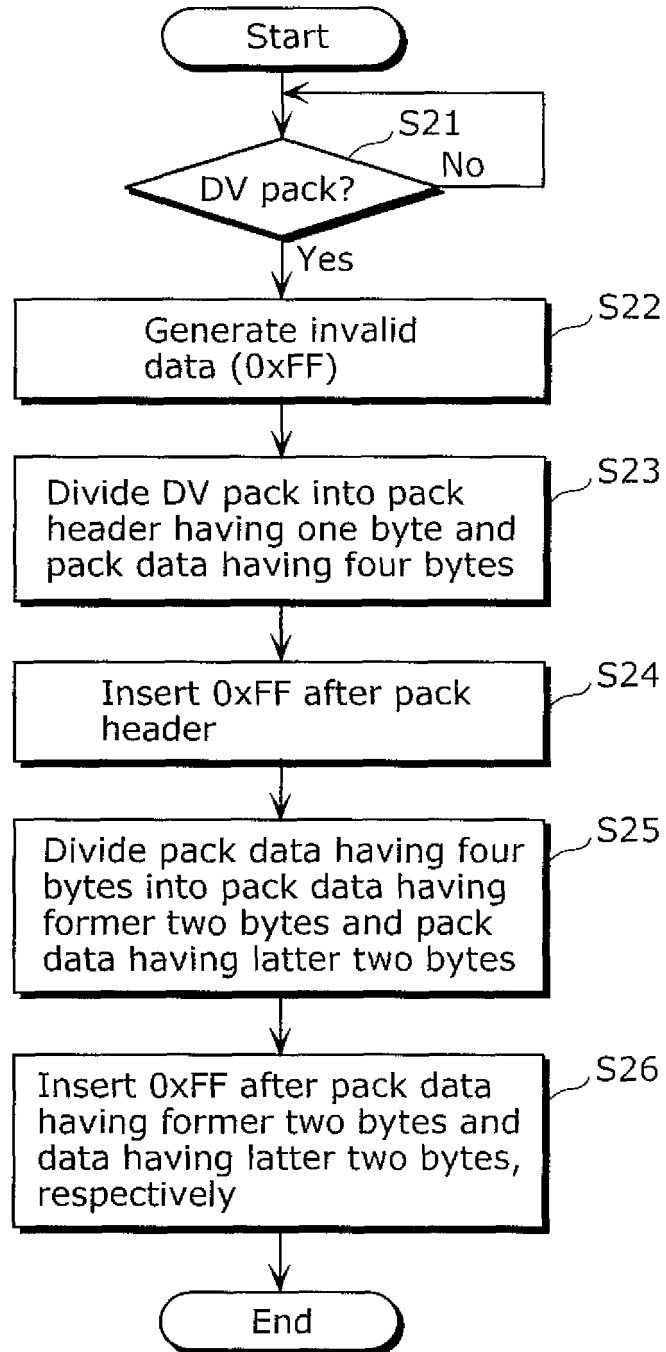 Start
S21
DV pack?
No
Yes
S22
Generate invalid
data (0xFF)
S23
Divide DV pack into pack
header having one byte and
pack data having four bytes
S24
Insert 0xFF after pack
header
S25
Divide pack data having four
bytes into pack data having
former two bytes and pack
data having latter two bytes
S26
Insert 0xFF after pack data
having former two bytes and
data having latter two bytes,
respectively
End